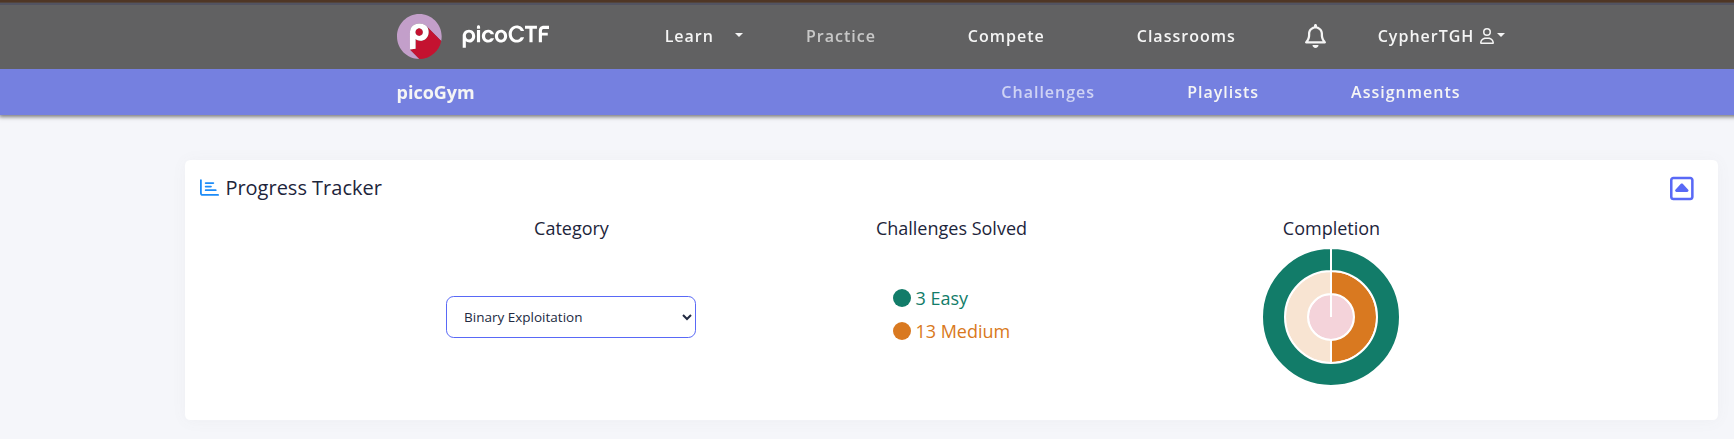 picoCTF Learn Practice Compete Classrooms CypherTGH
picoGym Challenges Playlists Assignments
Progress Tracker
Category Challenges Solved Completion
3 Easy
Binary Exploitation
13 Medium